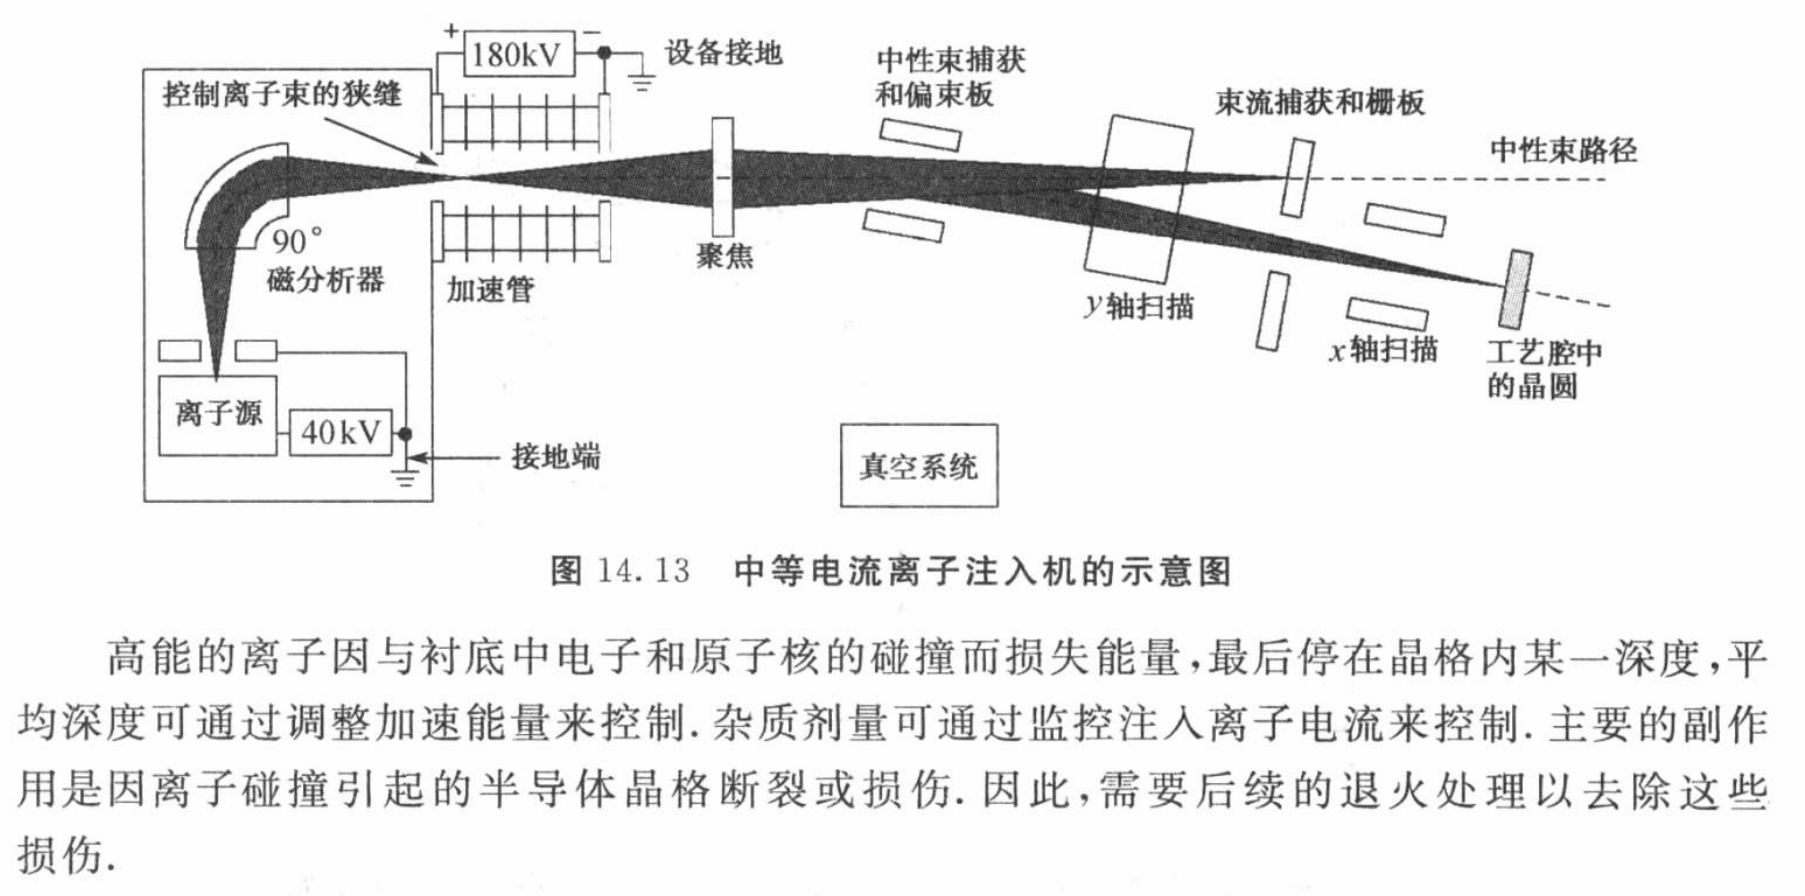 +
−
180kV
设备接地
控制离子束的狭缝
中性束捕获
和偏束板
束流捕获和栅板
中性束路径
90°
磁分析器
加速管
聚焦
y轴扫描
x轴扫描
工艺腔中
的晶圆
离子源
40kV
接地端
真空系统
图 14.13 中等电流离子注入机的示意图
高能的离子因与衬底中电子和原子核的碰撞而损失能量,最后停在晶格内某一深度,平
均深度可通过调整加速能量来控制.杂质剂量可通过监控注入离子电流来控制.主要的副作
用是因离子碰撞引起的半导体晶格断裂或损伤.因此,需要后续的退火处理以去除这些
损伤.